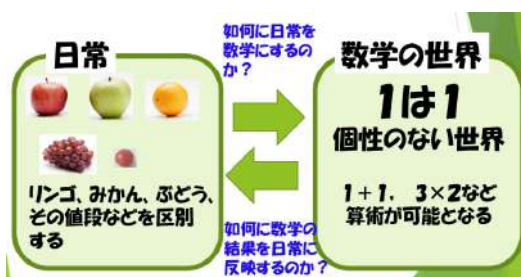 日常
リンゴ、みかん、ぶどう、
その値段などを区別
する
如何に日常を
数学にするの
か?
如何に数学の
結果を日常に
反映するのか?
数学の世界
1は1
個性のない世界
1+1, 3×2など
算術が可能となる